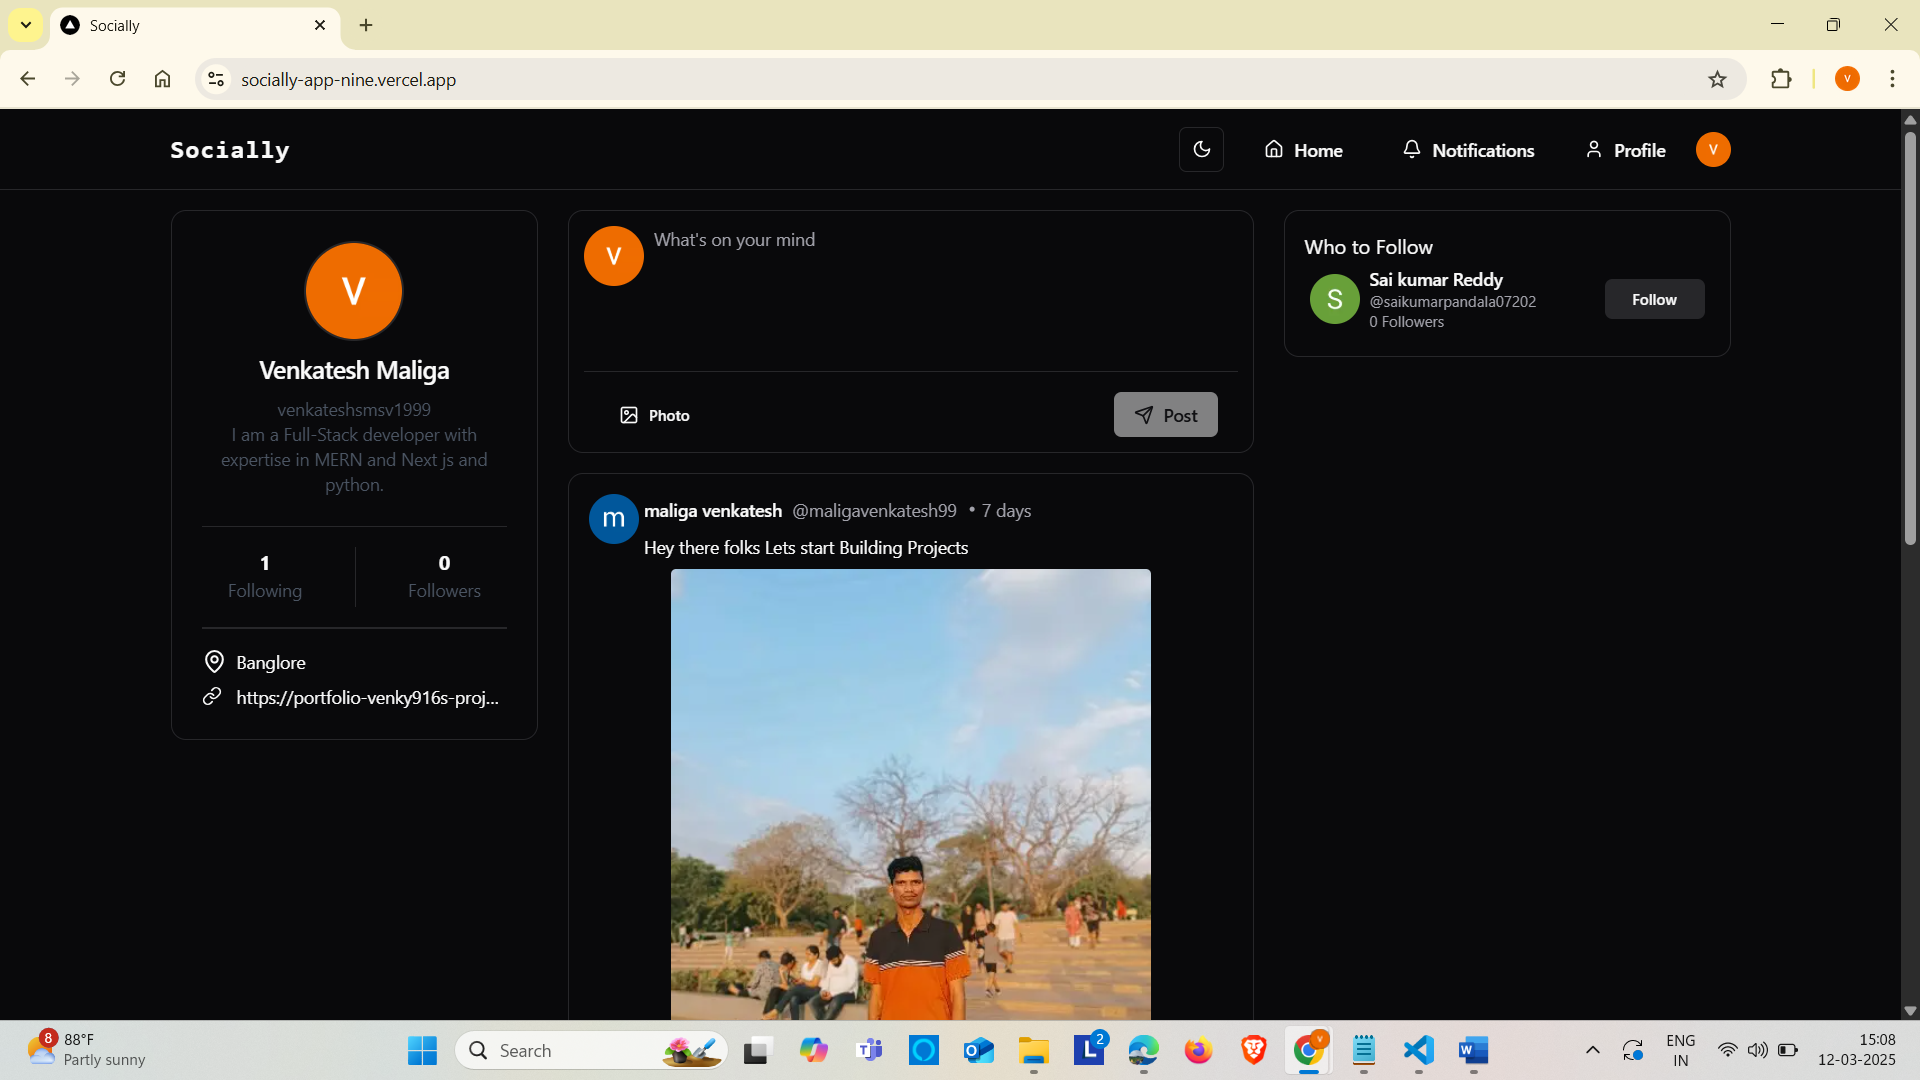 Socially
socially-app-nine.vercel.app
V
Socially
Home
Notifications
Profile
V
V
Venkatesh Maliga
venkateshsmsv1999
I am a Full-Stack developer with
expertise in MERN and Next js and
python.
1
Following
0
Followers
Banglore
https://portfolio-venky916s-proj...
V
What's on your mind
Photo
Post
m
maliga venkatesh @maligavenkatesh99 • 7 days
Hey there folks Lets start Building Projects
Who to Follow
S
Sai kumar Reddy
@saikumarpandala07202
0 Followers
Follow
8
88°F
Partly sunny
Search
2
ENG
IN
15:08
12-03-2025